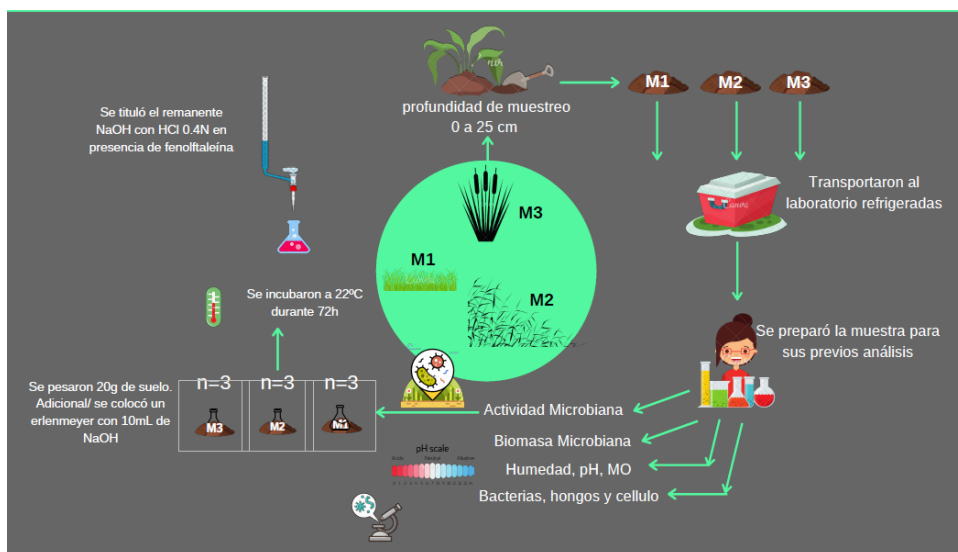 profundidad de muestreo
0 a 25 cm
M1
M2
M3
Transportaron al
laboratorio refrigeradas
Se preparó la muestra para
sus previos análisis
M3
M1
M2
Actividad Microbiana
Biomasa Microbiana
Humedad, pH, MO
Bacterias, hongos y cellulo
pH scale
n=3
n=3
n=3
M3
M2
M1
Se pesaron 20g de suelo.
Adicional/ se colocó un
erlenmeyer con 10mL de
NaOH
Se incubaron a 22ºC
durante 72h
Se tituló el remanente
NaOH con HCl 0.4N en
presencia de fenolftaleína